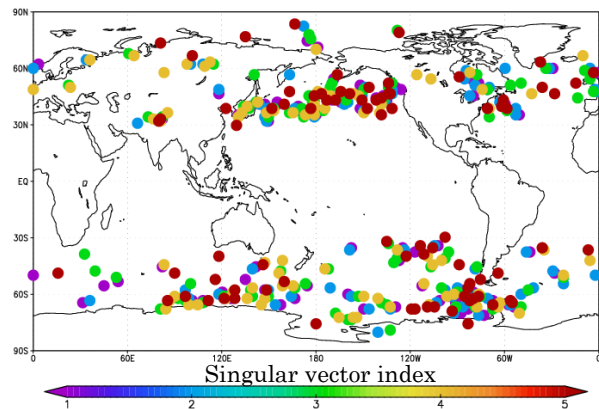 90N
60N
30N
EQ
30S
60S
90S
0 60E 120E 180 120W 60W 0
Singular vector index
1 2 3 4 5